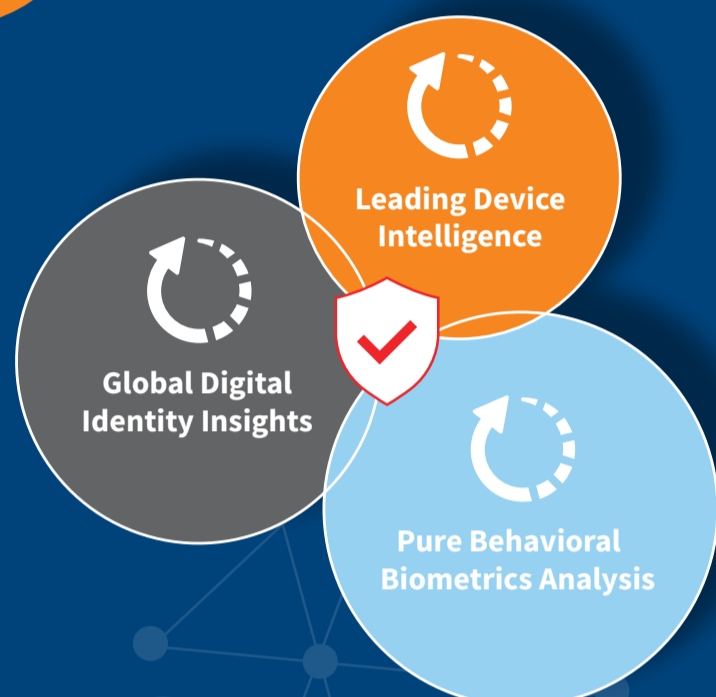 Leading Device
Intelligence
Global Digital
Identity Insights
Pure Behavioral
Biometrics Analysis